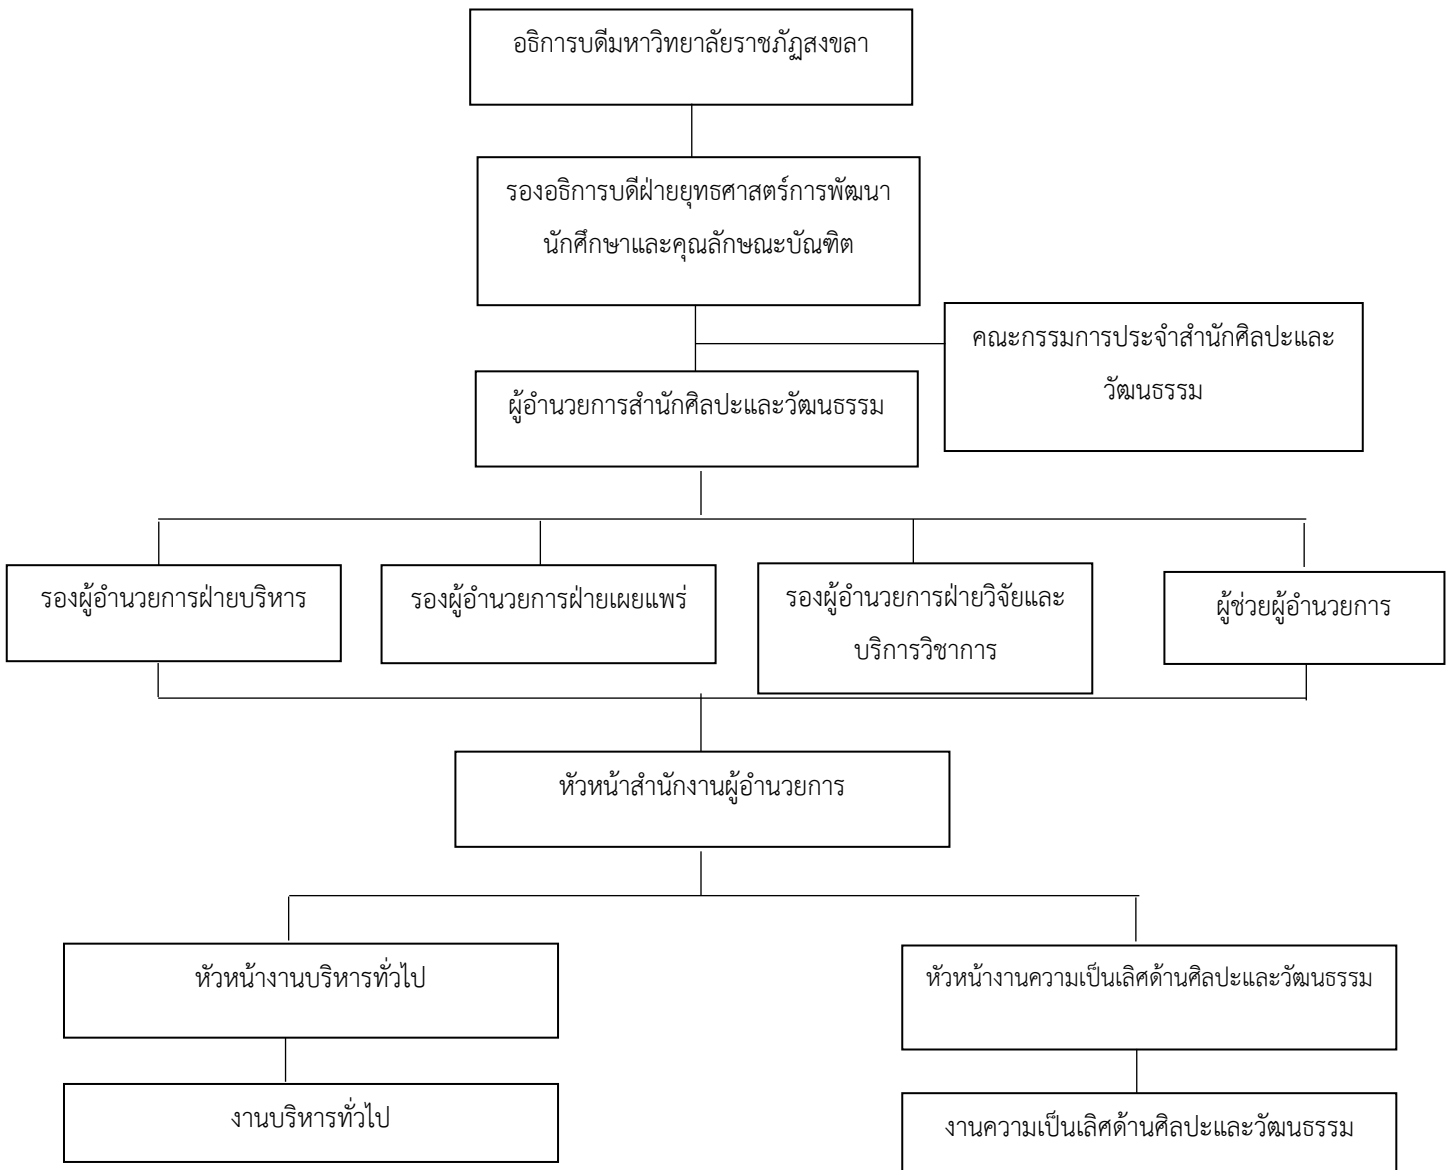 อธิการบดีมหาวิทยาลัยราชภัฏสงขลา
รองอธิการบดีฝ่ายยุทธศาสตร์การพัฒนา
นักศึกษาและคุณลักษณะบัณฑิต
คณะกรรมการประจำสำนักศิลปะและ
วัฒนธรรม
ผู้อำนวยการสำนักศิลปะและวัฒนธรรม
รองผู้อำนวยการฝ่ายบริหาร
รองผู้อำนวยการฝ่ายเผยแพร่
รองผู้อำนวยการฝ่ายวิจัยและ
บริการวิชาการ
ผู้ช่วยผู้อำนวยการ
หัวหน้าสำนักงานผู้อำนวยการ
หัวหน้างานบริหารทั่วไป
หัวหน้างานความเป็นเลิศด้านศิลปะและวัฒนธรรม
งานบริหารทั่วไป
งานความเป็นเลิศด้านศิลปะและวัฒนธรรม